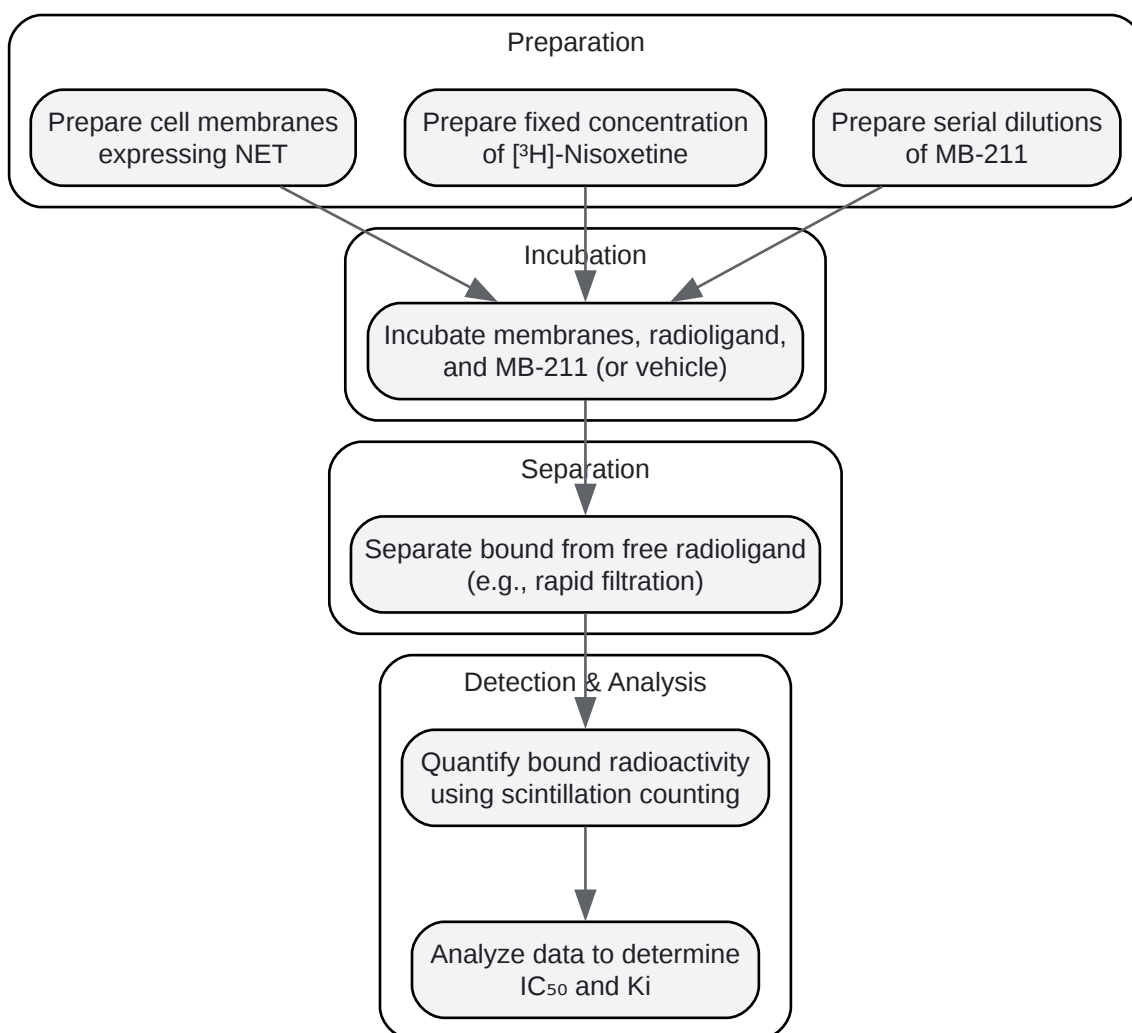 Preparation
Prepare cell membranes
expressing NET
Prepare fixed concentration
of [³H]-Nisoxetine
Prepare serial dilutions
of MB-211
Incubation
Incubate membranes, radioligand,
and MB-211 (or vehicle)
Separation
Separate bound from free radioligand
(e.g., rapid filtration)
Detection & Analysis
Quantify bound radioactivity
using scintillation counting
Analyze data to determine
IC₅₀ and Ki